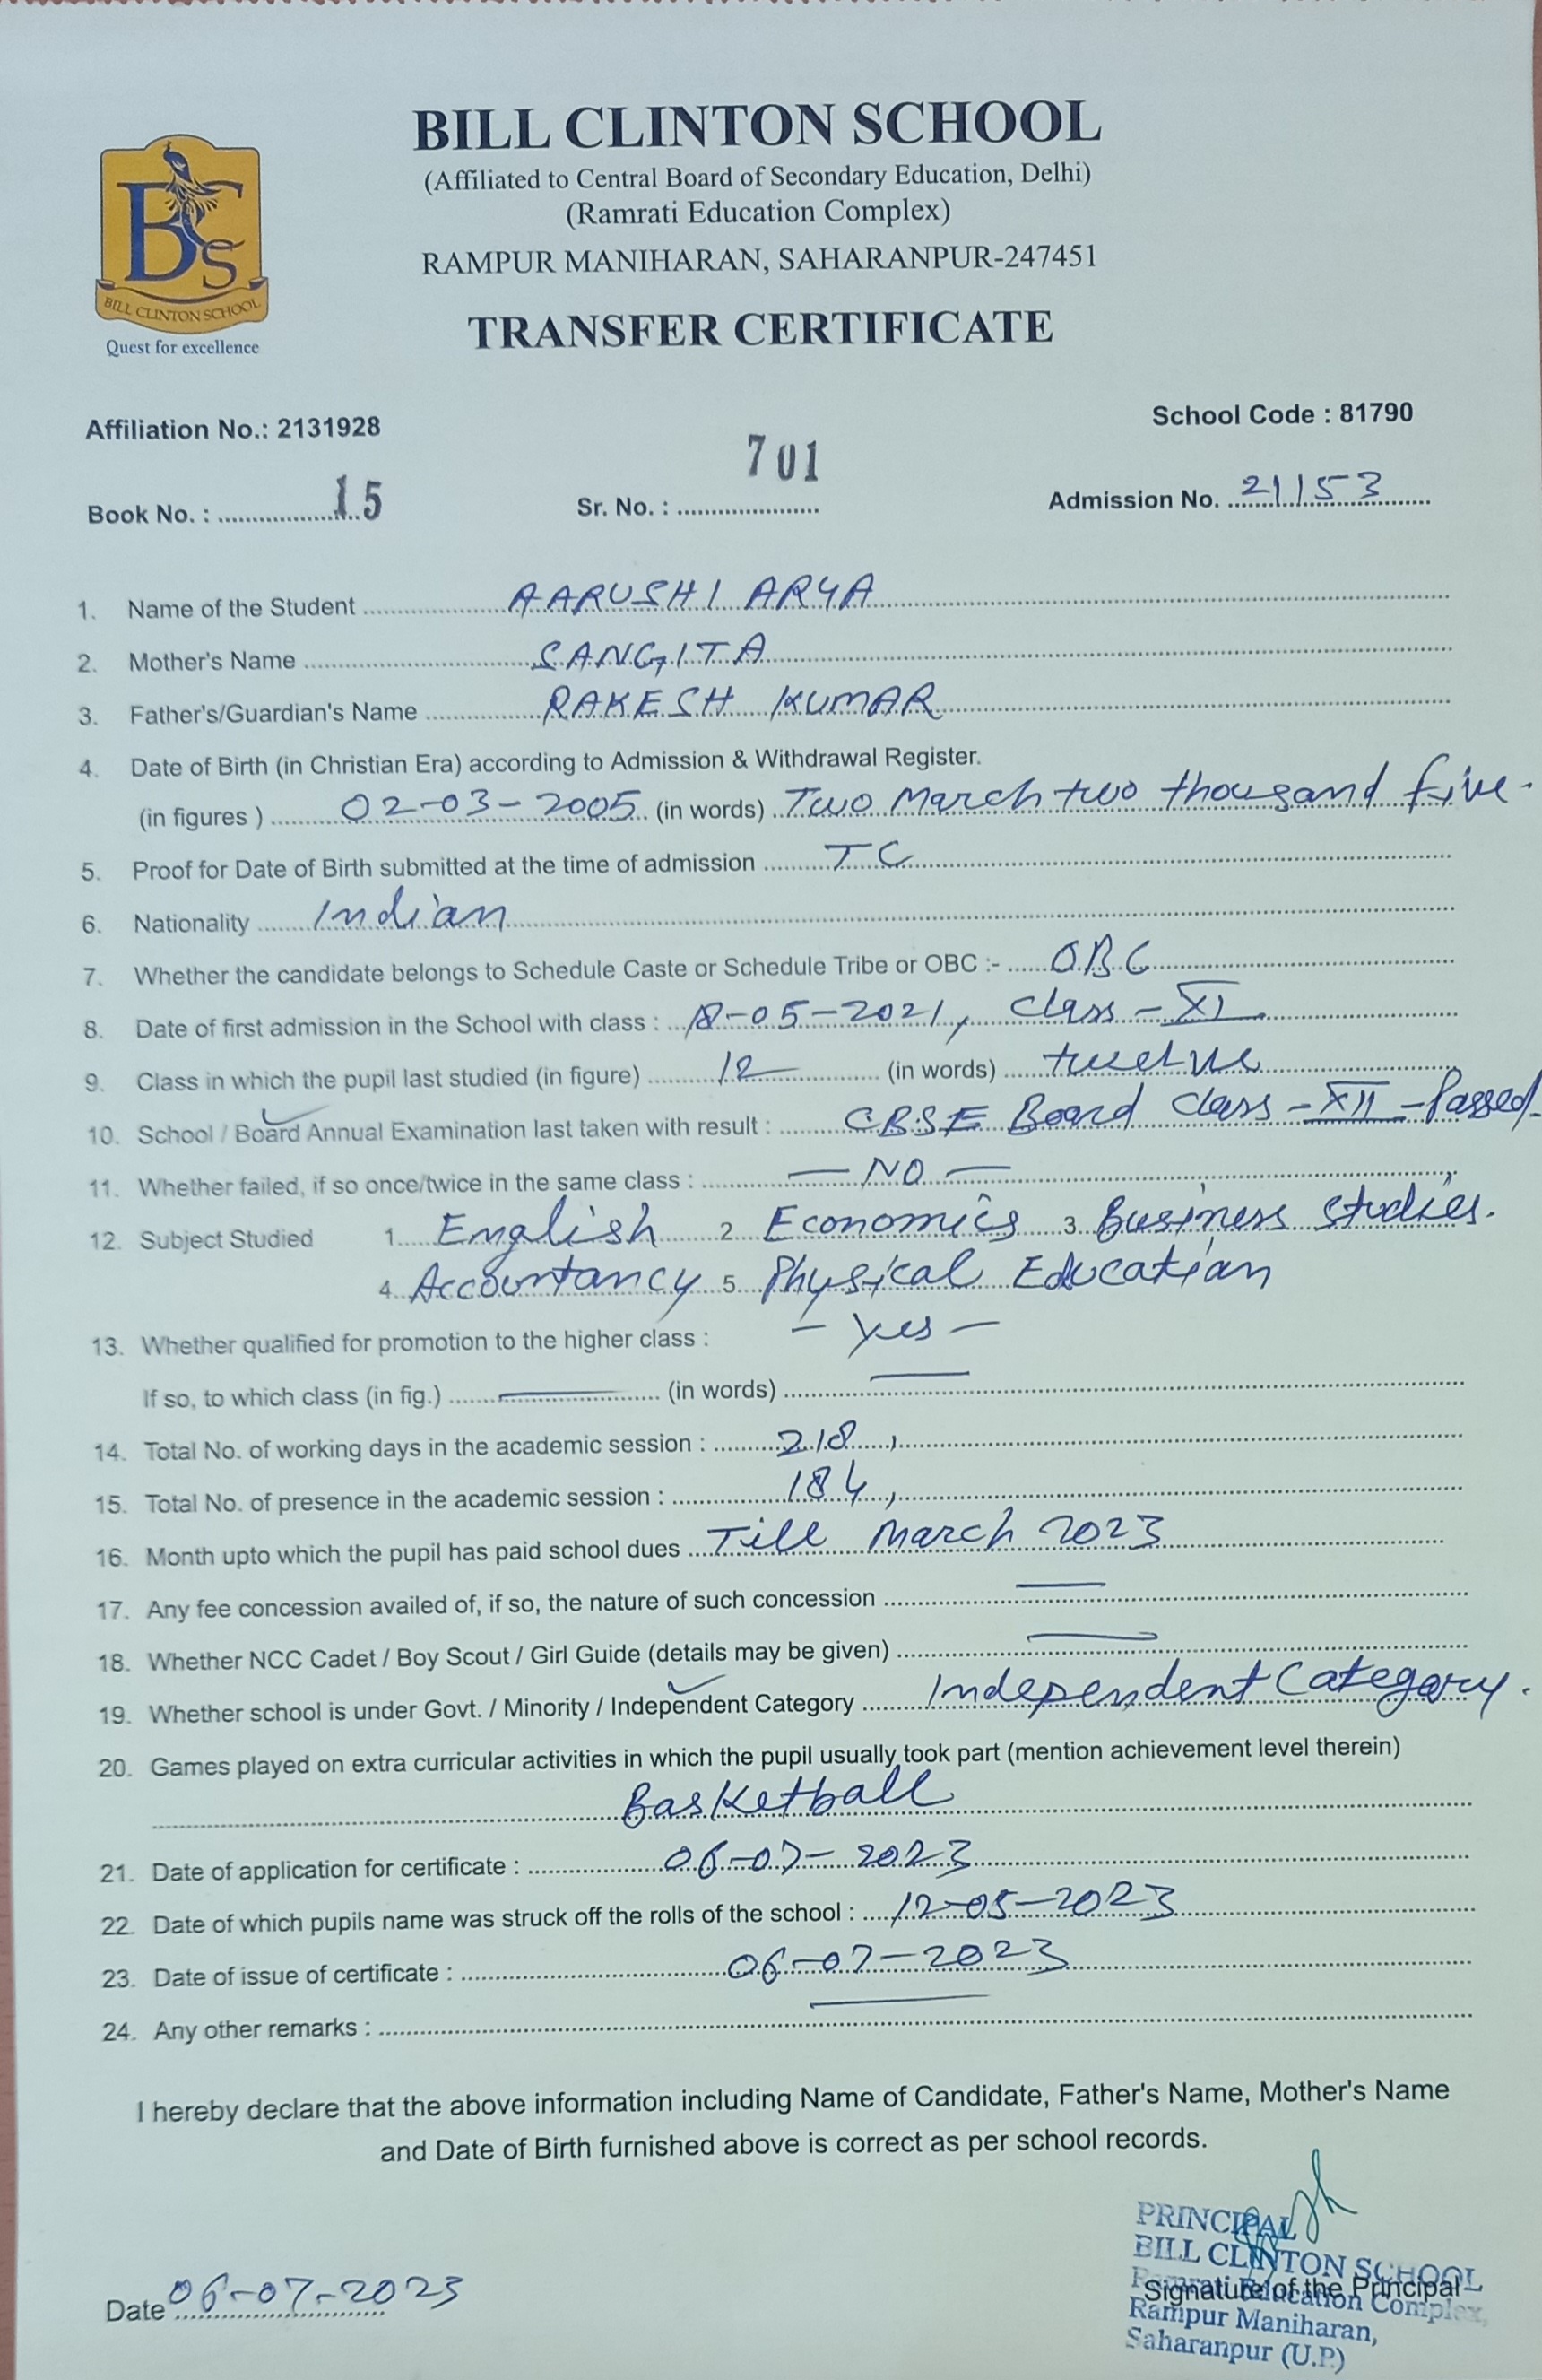 BILL CLINTON SCHOOL
(Affiliated to Central Board of Secondary Education, Delhi)
(Ramrati Education Complex)
RAMPUR MANIHARAN, SAHARANPUR-247451
TRANSFER CERTIFICATE
BCS
BILL CLINTON SCHOOL
Quest for excellence
Affiliation No.: 2131928 School Code : 81790
Book No. : 15 Sr. No. : 701 Admission No. 21153
1. Name of the Student AARUSHI ARYA
2. Mother's Name SANGITA
3. Father's/Guardian's Name RAKESH KUMAR
4. Date of Birth (in Christian Era) according to Admission & Withdrawal Register.
(in figures ) 02-03-2005 (in words) Two March two thousand five.
5. Proof for Date of Birth submitted at the time of admission TC
6. Nationality Indian
7. Whether the candidate belongs to Schedule Caste or Schedule Tribe or OBC :- OBC
8. Date of first admission in the School with class : 18-05-2021, Class-XI
9. Class in which the pupil last studied (in figure) 12 (in words) twelve
10. School / Board Annual Examination last taken with result : CBSE Board Class-XII-Passed
11. Whether failed, if so once/twice in the same class : — NO —
12. Subject Studied 1. English 2. Economics 3. Business Studies.
4. Accountancy 5. Physical Education
13. Whether qualified for promotion to the higher class : - Yes -
If so, to which class (in fig.) — (in words) —
14. Total No. of working days in the academic session : 218,
15. Total No. of presence in the academic session : 184,
16. Month upto which the pupil has paid school dues Till March 2023
17. Any fee concession availed of, if so, the nature of such concession —
18. Whether NCC Cadet / Boy Scout / Girl Guide (details may be given) —
19. Whether school is under Govt. / Minority / Independent Category Independent Category.
20. Games played on extra curricular activities in which the pupil usually took part (mention achievement level therein)
Basketball
21. Date of application for certificate : 06-07-2023
22. Date of which pupils name was struck off the rolls of the school : 12-05-2023
23. Date of issue of certificate : 06-07-2023
24. Any other remarks : —
I hereby declare that the above information including Name of Candidate, Father's Name, Mother's Name
and Date of Birth furnished above is correct as per school records.
PRINCIPAL
BILL CLINTON SCHOOL
Ramrati Education Complex,
Signature of the Principal
Rampur Maniharan,
Saharanpur (U.P.)
Date 06-07-2023